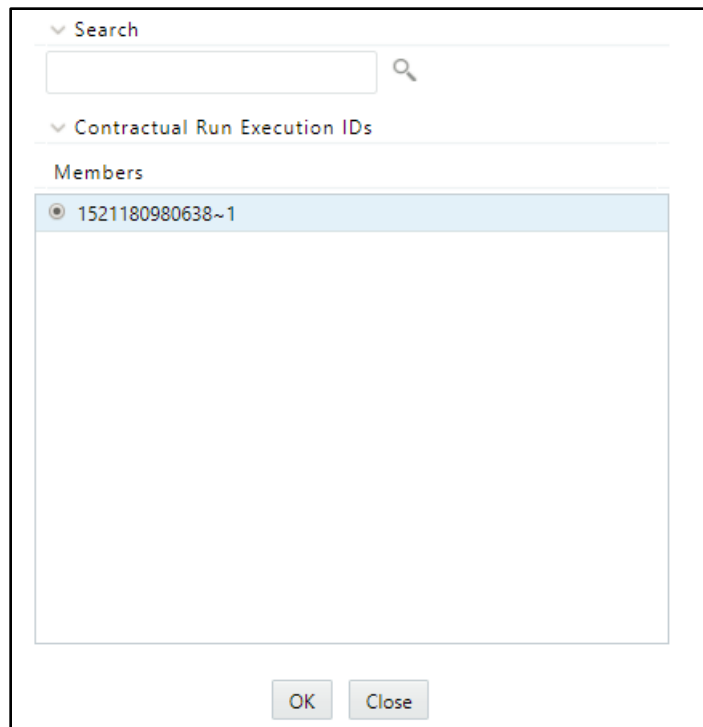 Search
Contractual Run Execution IDs
Members
1521180980638~1
OK Close